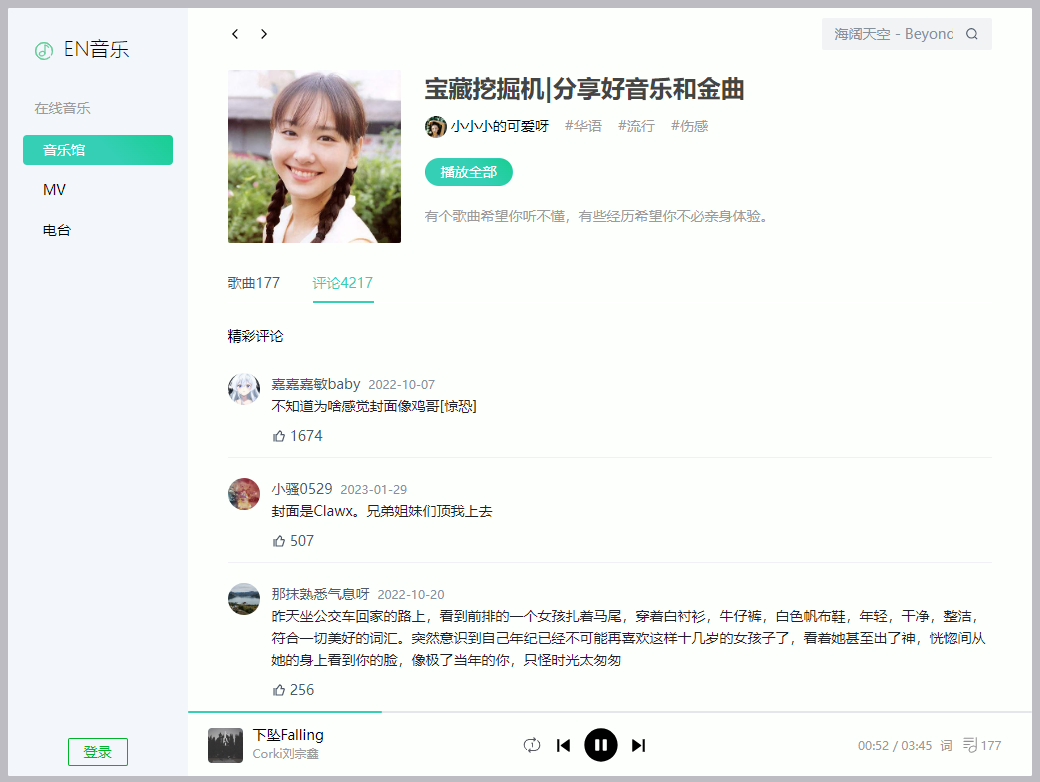 EN音乐
在线音乐
音乐馆
MV
电台
登录
海阔天空 - Beyond
宝藏挖掘机|分享好音乐和金曲
小小小的可爱呀 #华语 #流行 #伤感
播放全部
有个歌曲希望你听不懂，有些经历希望你不必亲身体验。
歌曲177 评论4217
精彩评论
嘉嘉嘉敏baby 2022-10-07
不知道为啥感觉封面像鸡哥[惊恐]
1674
小骚0529 2023-01-29
封面是Clawx。兄弟姐妹们顶我上去
507
那抹熟悉气息呀 2022-10-20
昨天坐公交车回家的路上，看到前排的一个女孩扎着马尾，穿着白衬衫，牛仔裤，白色帆布鞋，年轻，干净，整洁，
符合一切美好的词汇。突然意识到自己年纪已经不可能再喜欢这样十几岁的女孩子了，看着她甚至出了神，恍惚间从
她的身上看到你的脸，像极了当年的你，只怪时光太匆匆
256
下坠Falling
Corki刘宗鑫
1
00:52 / 03:45 词 177